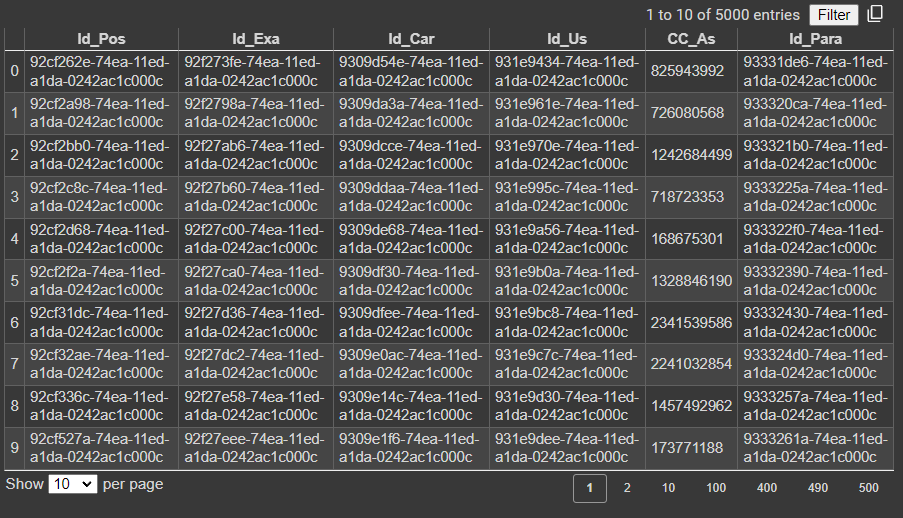 1 to 10 of 5000 entries Filter
Id_Pos Id_Exa Id_Car Id_Us CC_As Id_Para
0 92cf262e-74ea-11ed- 92f273fe-74ea-11ed- 9309d54e-74ea-11ed- 931e9434-74ea-11ed- 825943992 93331de6-74ea-11ed-
a1da-0242ac1c000c a1da-0242ac1c000c a1da-0242ac1c000c a1da-0242ac1c000c a1da-0242ac1c000c
1 92cf2a98-74ea-11ed- 92f2798a-74ea-11ed- 9309da3a-74ea-11ed- 931e961e-74ea-11ed- 726080568 933320ca-74ea-11ed-
a1da-0242ac1c000c a1da-0242ac1c000c a1da-0242ac1c000c a1da-0242ac1c000c a1da-0242ac1c000c
2 92cf2bb0-74ea-11ed- 92f27ab6-74ea-11ed- 9309dcce-74ea-11ed- 931e970e-74ea-11ed- 1242684499 933321b0-74ea-11ed-
a1da-0242ac1c000c a1da-0242ac1c000c a1da-0242ac1c000c a1da-0242ac1c000c a1da-0242ac1c000c
3 92cf2c8c-74ea-11ed- 92f27b60-74ea-11ed- 9309ddaa-74ea-11ed- 931e995c-74ea-11ed- 718723353 9333225a-74ea-11ed-
a1da-0242ac1c000c a1da-0242ac1c000c a1da-0242ac1c000c a1da-0242ac1c000c a1da-0242ac1c000c
4 92cf2d68-74ea-11ed- 92f27c00-74ea-11ed- 9309de68-74ea-11ed- 931e9a56-74ea-11ed- 168675301 933322f0-74ea-11ed-
a1da-0242ac1c000c a1da-0242ac1c000c a1da-0242ac1c000c a1da-0242ac1c000c a1da-0242ac1c000c
5 92cf2f2a-74ea-11ed- 92f27ca0-74ea-11ed- 9309df30-74ea-11ed- 931e9b0a-74ea-11ed- 1328846190 93332390-74ea-11ed-
a1da-0242ac1c000c a1da-0242ac1c000c a1da-0242ac1c000c a1da-0242ac1c000c a1da-0242ac1c000c
6 92cf31dc-74ea-11ed- 92f27d36-74ea-11ed- 9309dfee-74ea-11ed- 931e9bc8-74ea-11ed- 2341539586 93332430-74ea-11ed-
a1da-0242ac1c000c a1da-0242ac1c000c a1da-0242ac1c000c a1da-0242ac1c000c a1da-0242ac1c000c
7 92cf32ae-74ea-11ed- 92f27dc2-74ea-11ed- 9309e0ac-74ea-11ed- 931e9c7c-74ea-11ed- 2241032854 933324d0-74ea-11ed-
a1da-0242ac1c000c a1da-0242ac1c000c a1da-0242ac1c000c a1da-0242ac1c000c a1da-0242ac1c000c
8 92cf336c-74ea-11ed- 92f27e58-74ea-11ed- 9309e14c-74ea-11ed- 931e9d30-74ea-11ed- 1457492962 9333257a-74ea-11ed-
a1da-0242ac1c000c a1da-0242ac1c000c a1da-0242ac1c000c a1da-0242ac1c000c a1da-0242ac1c000c
9 92cf527a-74ea-11ed- 92f27eee-74ea-11ed- 9309e1f6-74ea-11ed- 931e9dee-74ea-11ed- 173771188 9333261a-74ea-11ed-
a1da-0242ac1c000c a1da-0242ac1c000c a1da-0242ac1c000c a1da-0242ac1c000c a1da-0242ac1c000c
Show 10 per page 1 2 10 100 400 490 500